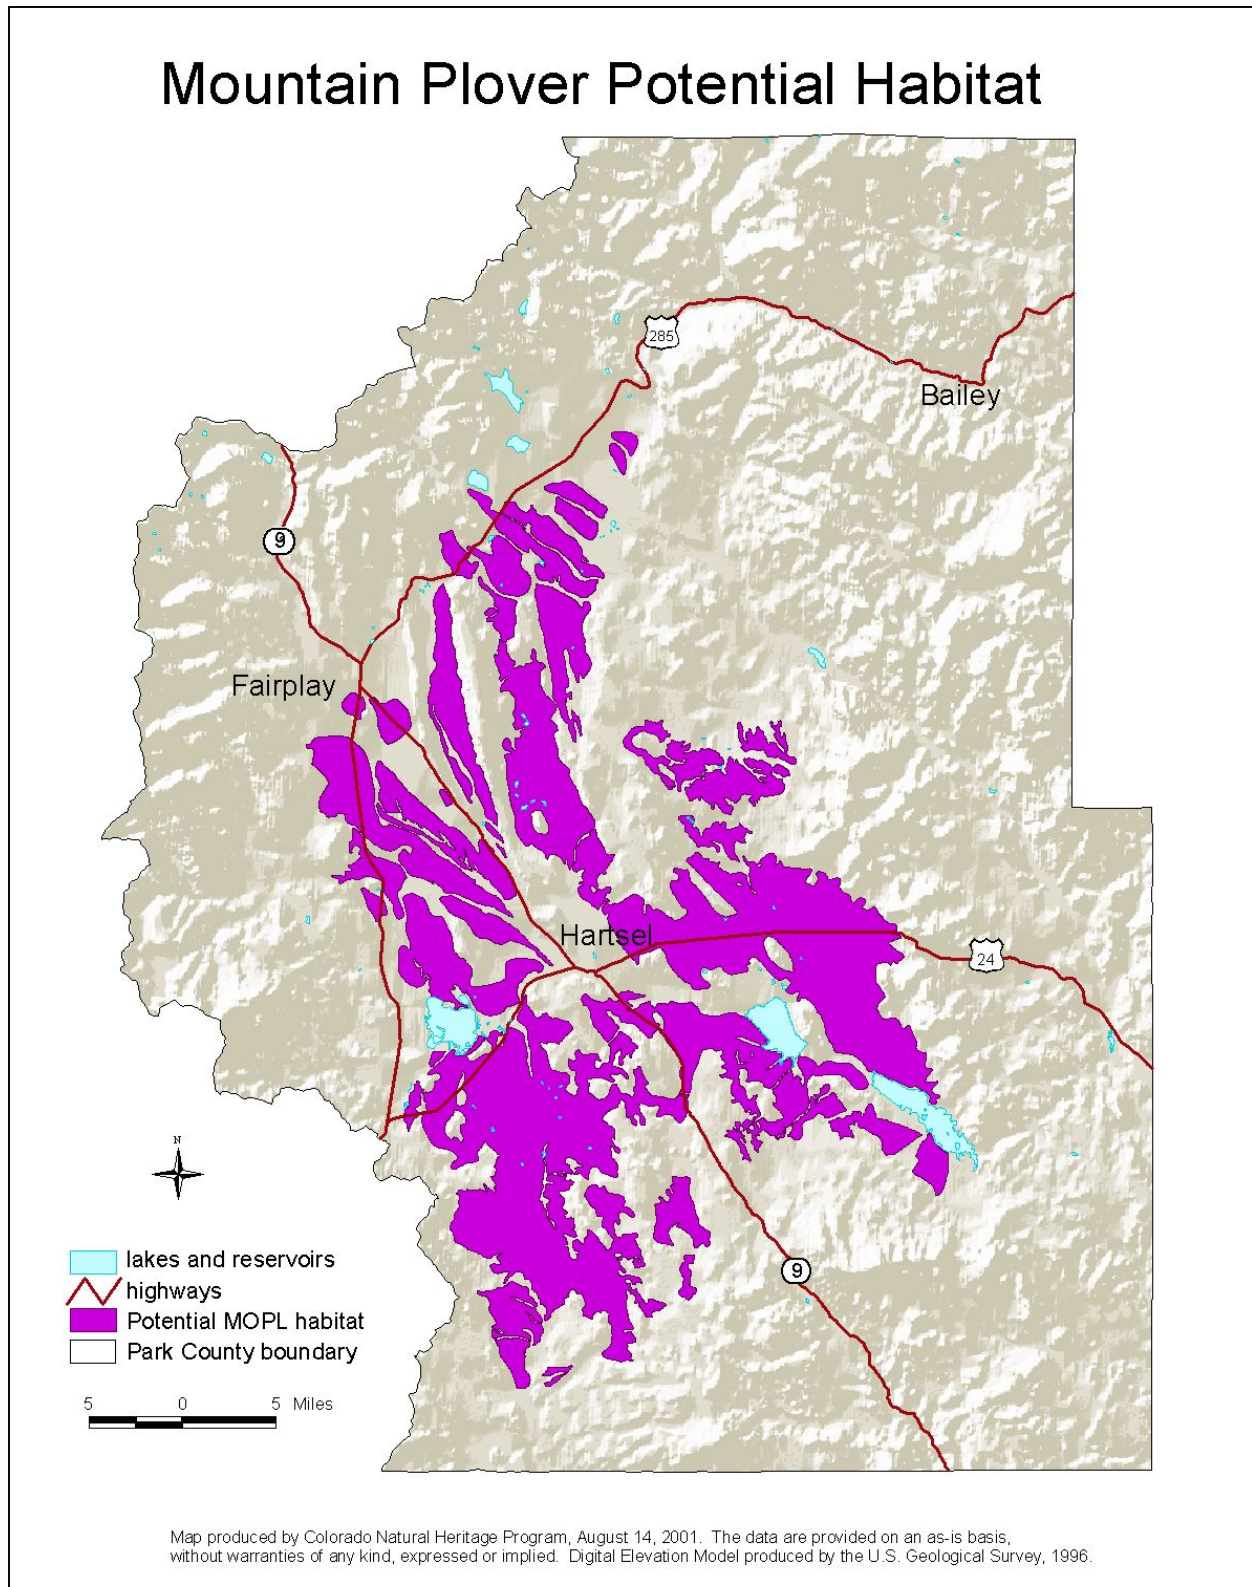 Mountain Plover Potential Habitat
285
Bailey
9
Fairplay
Hartsel
24
N
9
lakes and reservoirs
highways
Potential MOPL habitat
Park County boundary
5 0 5 Miles
Map produced by Colorado Natural Heritage Program, August 14, 2001. The data are provided on an as-is basis,
without warranties of any kind, expressed or implied. Digital Elevation Model produced by the U.S. Geological Survey, 1996.